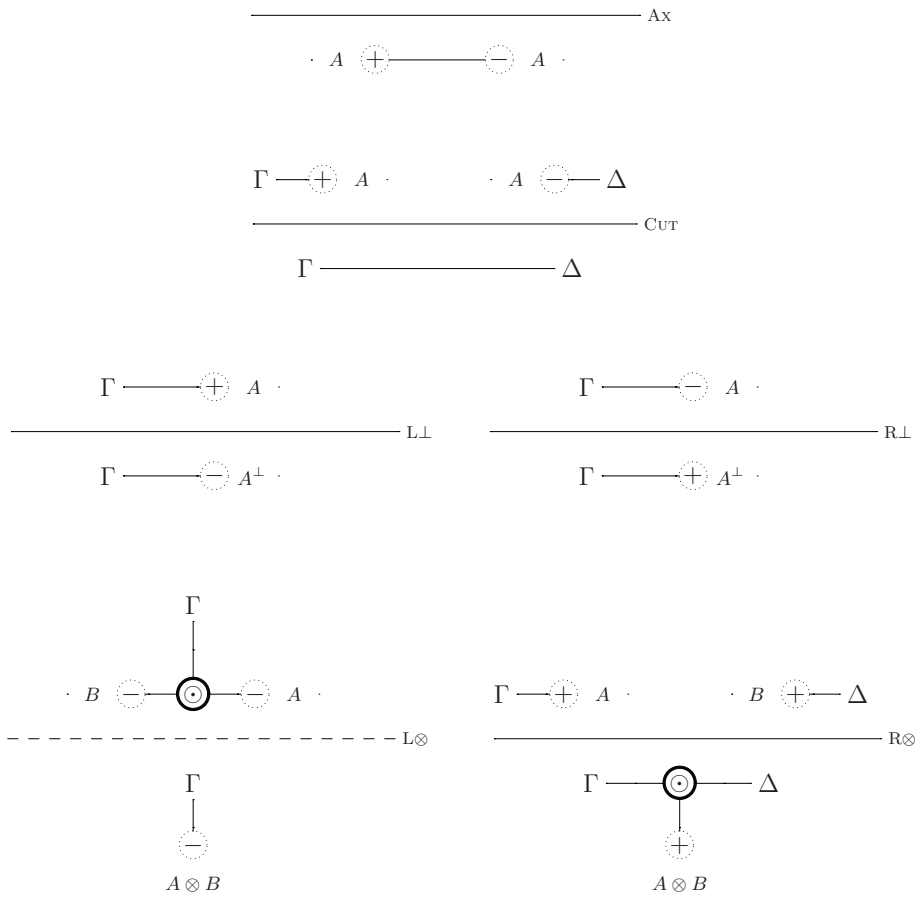 Ax
· A + − A ·
Γ + A · · A − Δ
Cut
Γ Δ
Γ + A · Γ − A ·
L⊥ R⊥
Γ − A⊥ · Γ + A⊥ ·
Γ
· B − ⊙ − A · Γ + A · · B + Δ
L⊗ R⊗
Γ Γ ⊙ Δ
− +
A ⊗ B A ⊗ B